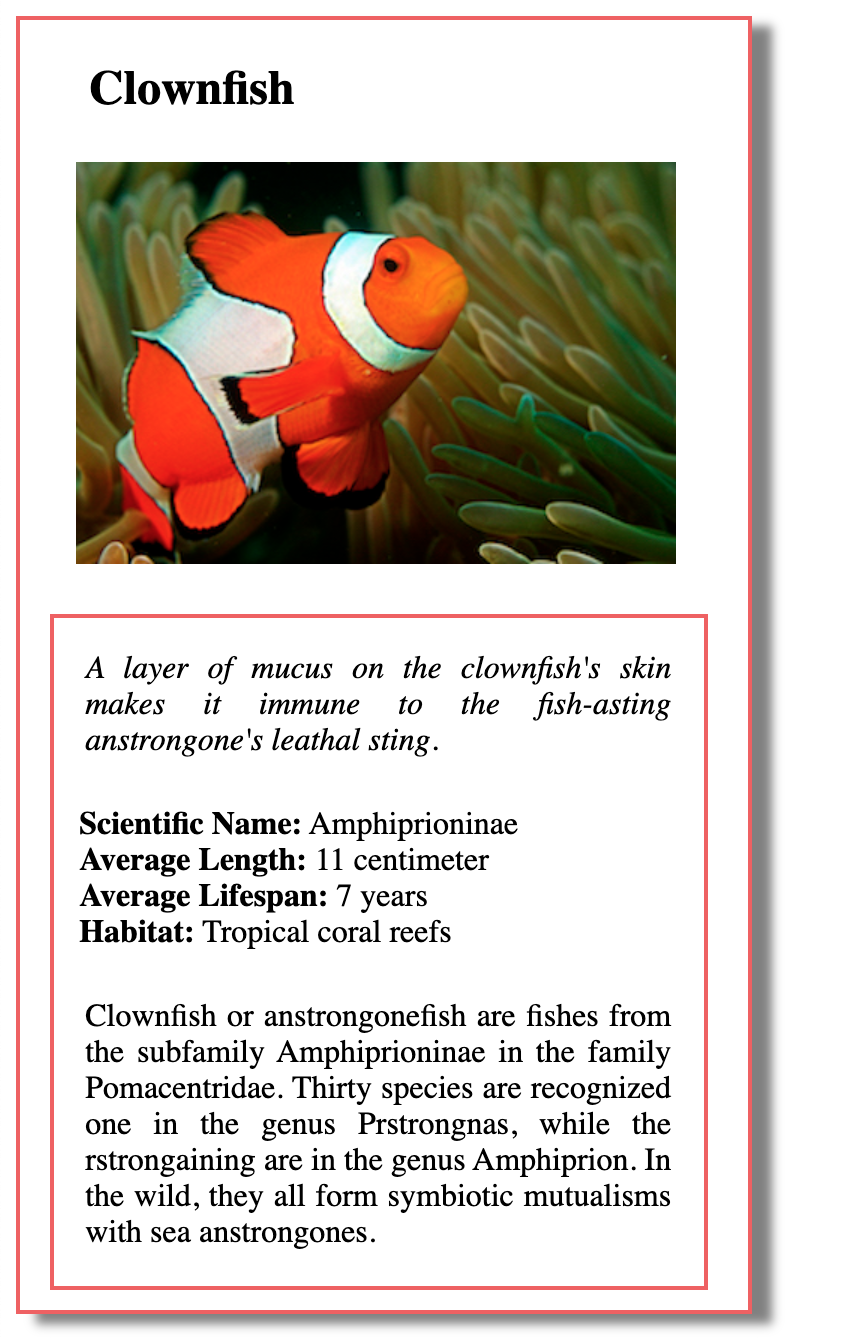 Clownfish
A layer of mucus on the clownfish's skin
makes it immune to the fish-asting
anstrongone's leathal sting.
Scientific Name: Amphiprioninae
Average Length: 11 centimeter
Average Lifespan: 7 years
Habitat: Tropical coral reefs
Clownfish or anstrongonefish are fishes from
the subfamily Amphiprioninae in the family
Pomacentridae. Thirty species are recognized
one in the genus Prstrongnas, while the
rstrongaining are in the genus Amphiprion. In
the wild, they all form symbiotic mutualisms
with sea anstrongones.